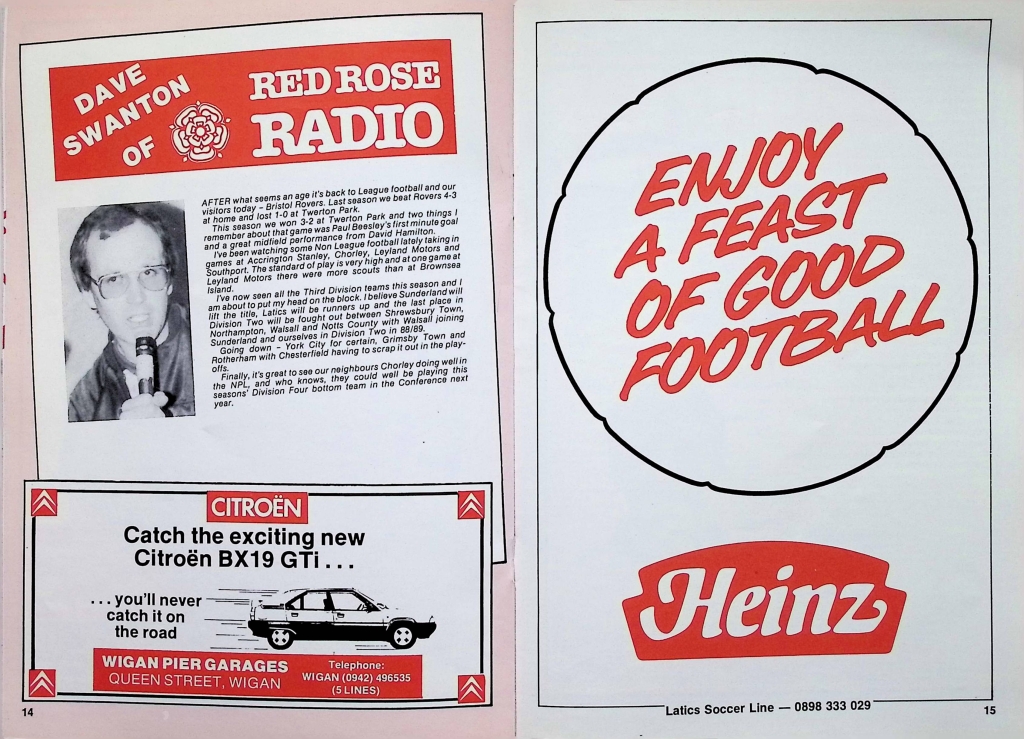 DAVE
SWANTON
OF
RED ROSE
RADIO
AFTER what seems an age it's back to League football and our
visitors today – Bristol Rovers. Last season we beat Rovers 4-3
at home and lost 1-0 at Twerton Park.
This season we won 3-2 at Twerton Park and two things I
remember about that game was Paul Beesley's first minute goal
and a great midfield performance from David Hamilton.
I've been watching some Non League football lately taking in
games at Accrington Stanley, Chorley, Leyland Motors and
Southport. The standard of play is very high and at one game at
Leyland Motors there were more scouts than at Brownsea
Island.
I've now seen all the Third Division teams this season and I
am about to put my head on the block. I believe Sunderland will
lift the title, Latics will be runners up and the last place in
Division Two will be fought out between Shrewsbury Town,
Northampton, Walsall and Notts County with Walsall joining
Sunderland and ourselves in Division Two in 88/89.
Going down – York City for certain, Grimsby Town and
Rotherham with Chesterfield having to scrap it out in the play-
offs.
Finally, it's great to see our neighbours Chorley doing well in
the NPL, and who knows, they could well be playing this
seasons' Division Four bottom team in the Conference next
year.
CITROËN
Catch the exciting new
Citroën BX19 GTi . . .
. . . you'll never
catch it on
the road
WIGAN PIER GARAGES
QUEEN STREET, WIGAN
Telephone:
WIGAN (0942) 496535
(5 LINES)
14
ENJOY
A FEAST
OF GOOD
FOOTBALL
Heinz
Latics Soccer Line — 0898 333 029
15